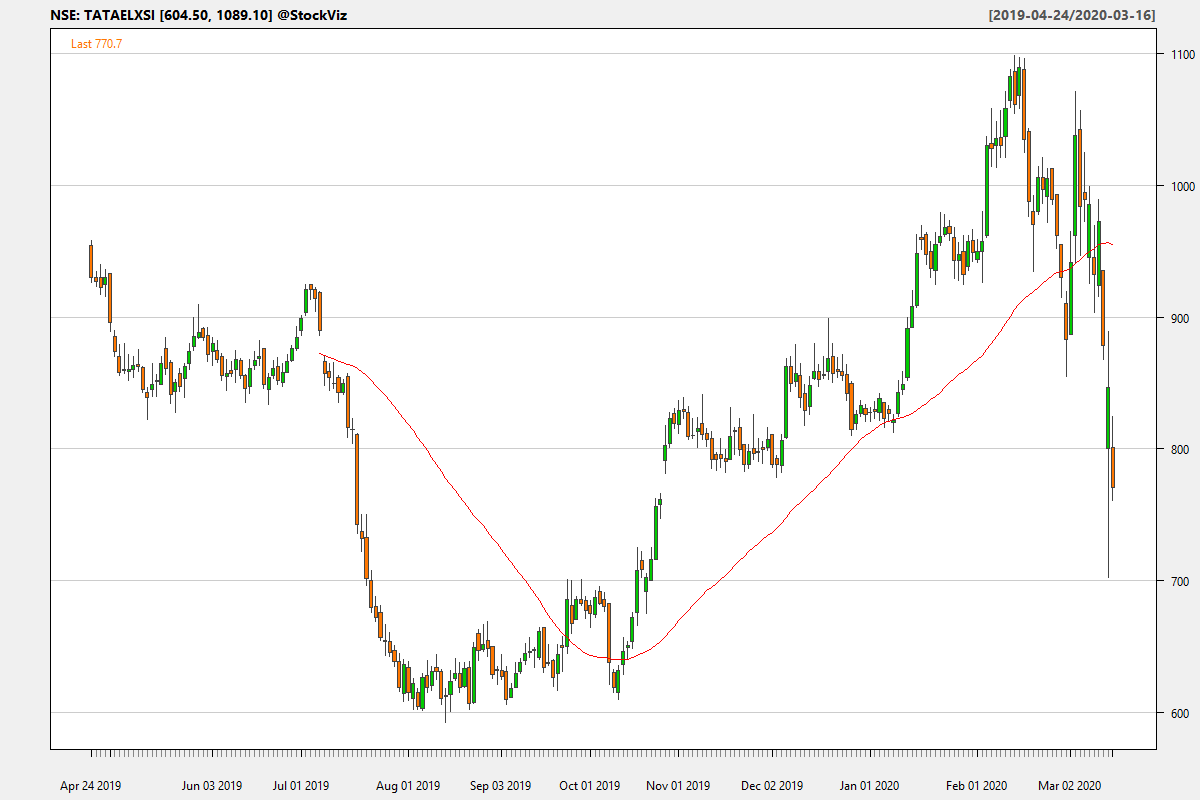 NSE: TATAELXSI [604.50, 1089.10] @StockViz
[2019-04-24/2020-03-16]
Last 770.7
1100
1000
900
800
700
600
Apr 24 2019 Jun 03 2019 Jul 01 2019 Aug 01 2019 Sep 03 2019 Oct 01 2019 Nov 01 2019 Dec 02 2019 Jan 01 2020 Feb 01 2020 Mar 02 2020